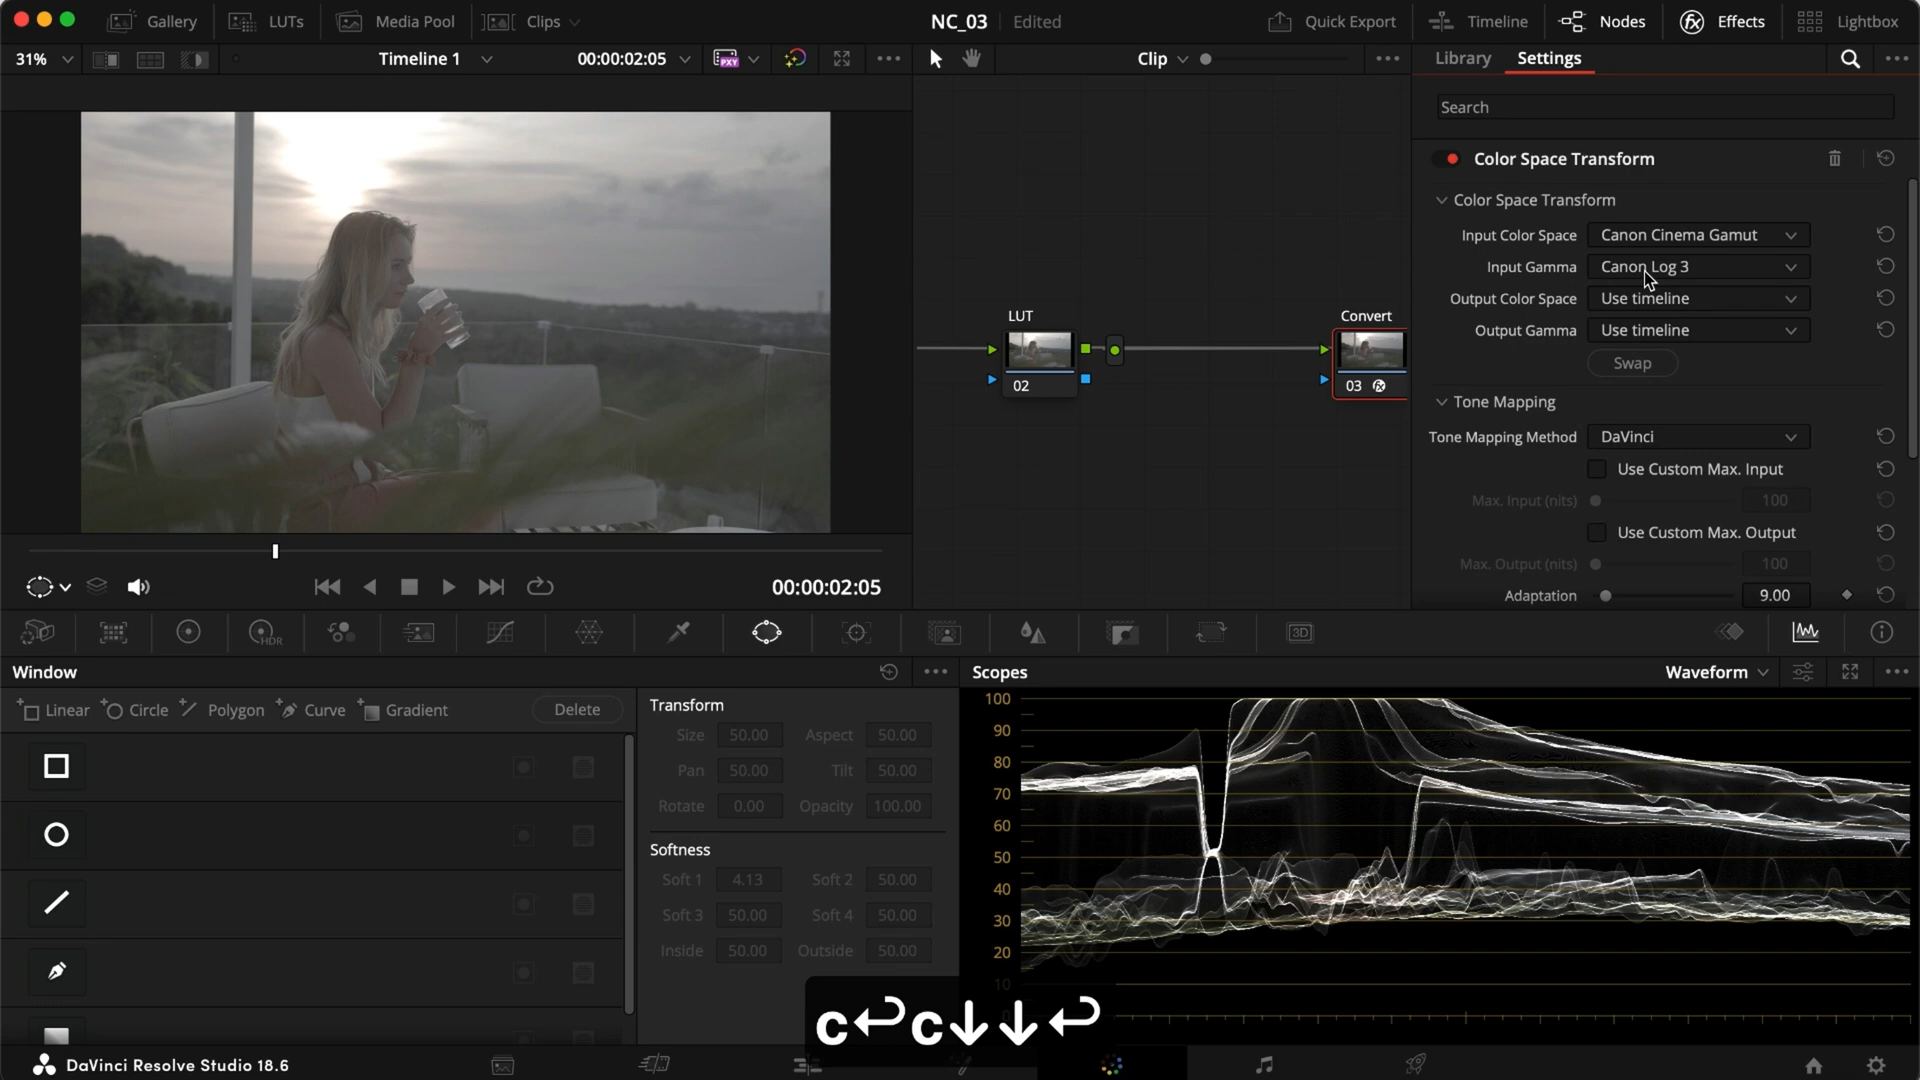 Gallery LUTs Media Pool Clips NC_03 Edited Quick Export Timeline Nodes fx Effects Lightbox
31% Timeline 1 00:00:02:05 PXY Clip Library Settings
Search
Color Space Transform
Color Space Transform
Input Color Space Canon Cinema Gamut
Input Gamma Canon Log 3
Output Color Space Use timeline
Output Gamma Use timeline
Swap
Tone Mapping
Tone Mapping Method DaVinci
Use Custom Max. Input
Max. Input (nits) 100
Use Custom Max. Output
Max. Output (nits) 100
Adaptation 9.00
LUT Convert
02 03
00:00:02:05
HDR 3D
Window
Linear Circle Polygon Curve Gradient Delete
Transform
Size 50.00 Aspect 50.00
Pan 50.00 Tilt 50.00
Rotate 0.00 Opacity 100.00
Softness
Soft 1 4.13 Soft 2 50.00
Soft 3 50.00 Soft 4 50.00
Inside 50.00 Outside 50.00
Scopes Waveform
100
90
80
70
60
50
40
30
20
10
c↩c↓↓↩
DaVinci Resolve Studio 18.6